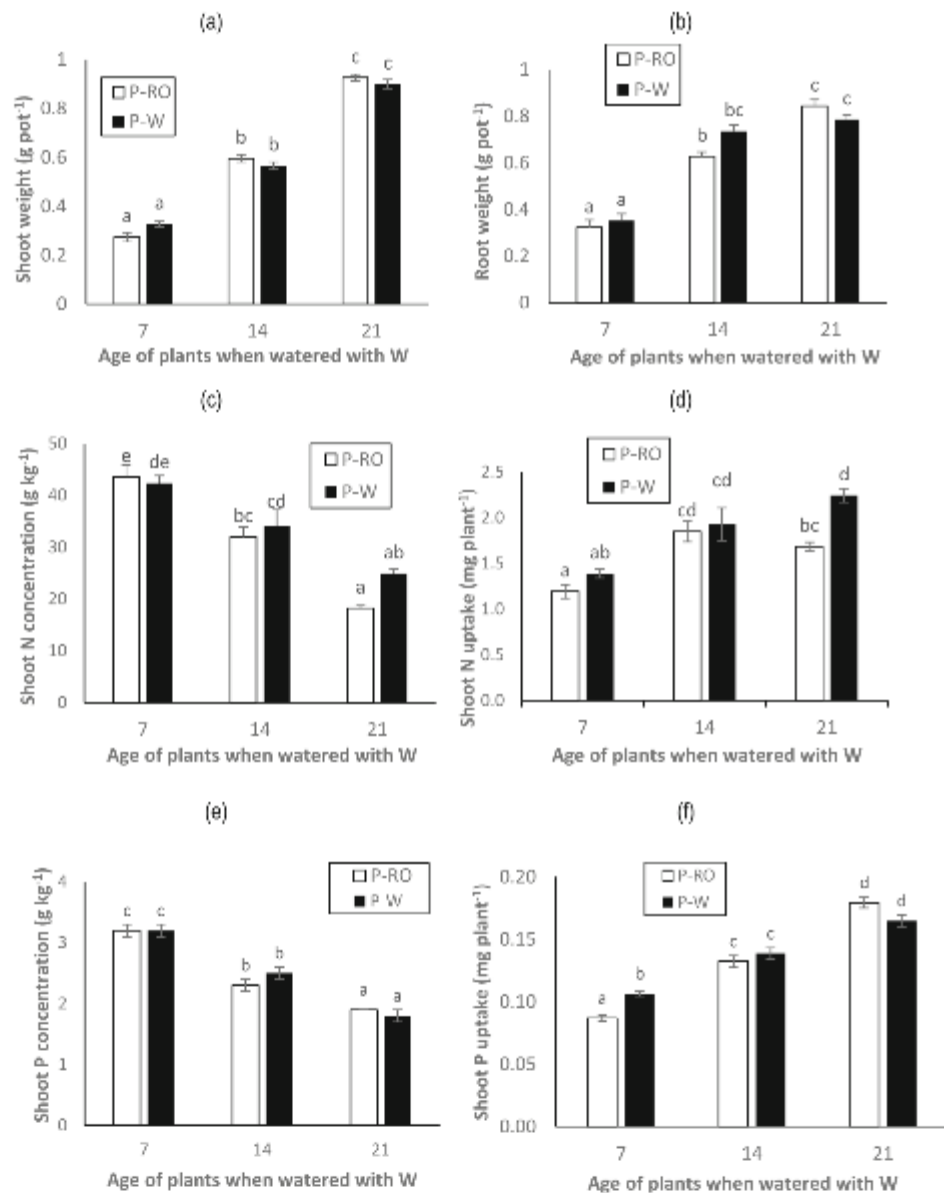 (a)
Shoot weight (g pot-1)
1
0.8
0.6
0.4
0.2
0
P-RO
P-W
a
a
b
b
c
c
7
14
21
Age of plants when watered with W
(b)
Root weight (g pot-1)
1
0.8
0.6
0.4
0.2
0
P-RO
P-W
a
a
b
bc
c
c
7
14
21
Age of plants when watered with W
(c)
Shoot N concentration (g kg-1)
50
40
30
20
10
0
P-RO
P-W
e
de
bc
cd
a
ab
7
14
21
Age of plants when watered with W
(d)
Shoot N uptake (mg plant-1)
2.5
2.0
1.5
1.0
0.5
0.0
P-RO
P-W
a
ab
cd
cd
bc
d
7
14
21
Age of plants when watered with W
(e)
Shoot P concentration (g kg-1)
4
3
2
1
0
P-RO
P-W
c
c
b
b
a
a
7
14
21
Age of plants when watered with W
(f)
Shoot P uptake (mg plant-1)
0.20
0.15
0.10
0.05
0.00
P-RO
P-W
a
b
c
c
d
d
7
14
21
Age of plants when watered with W